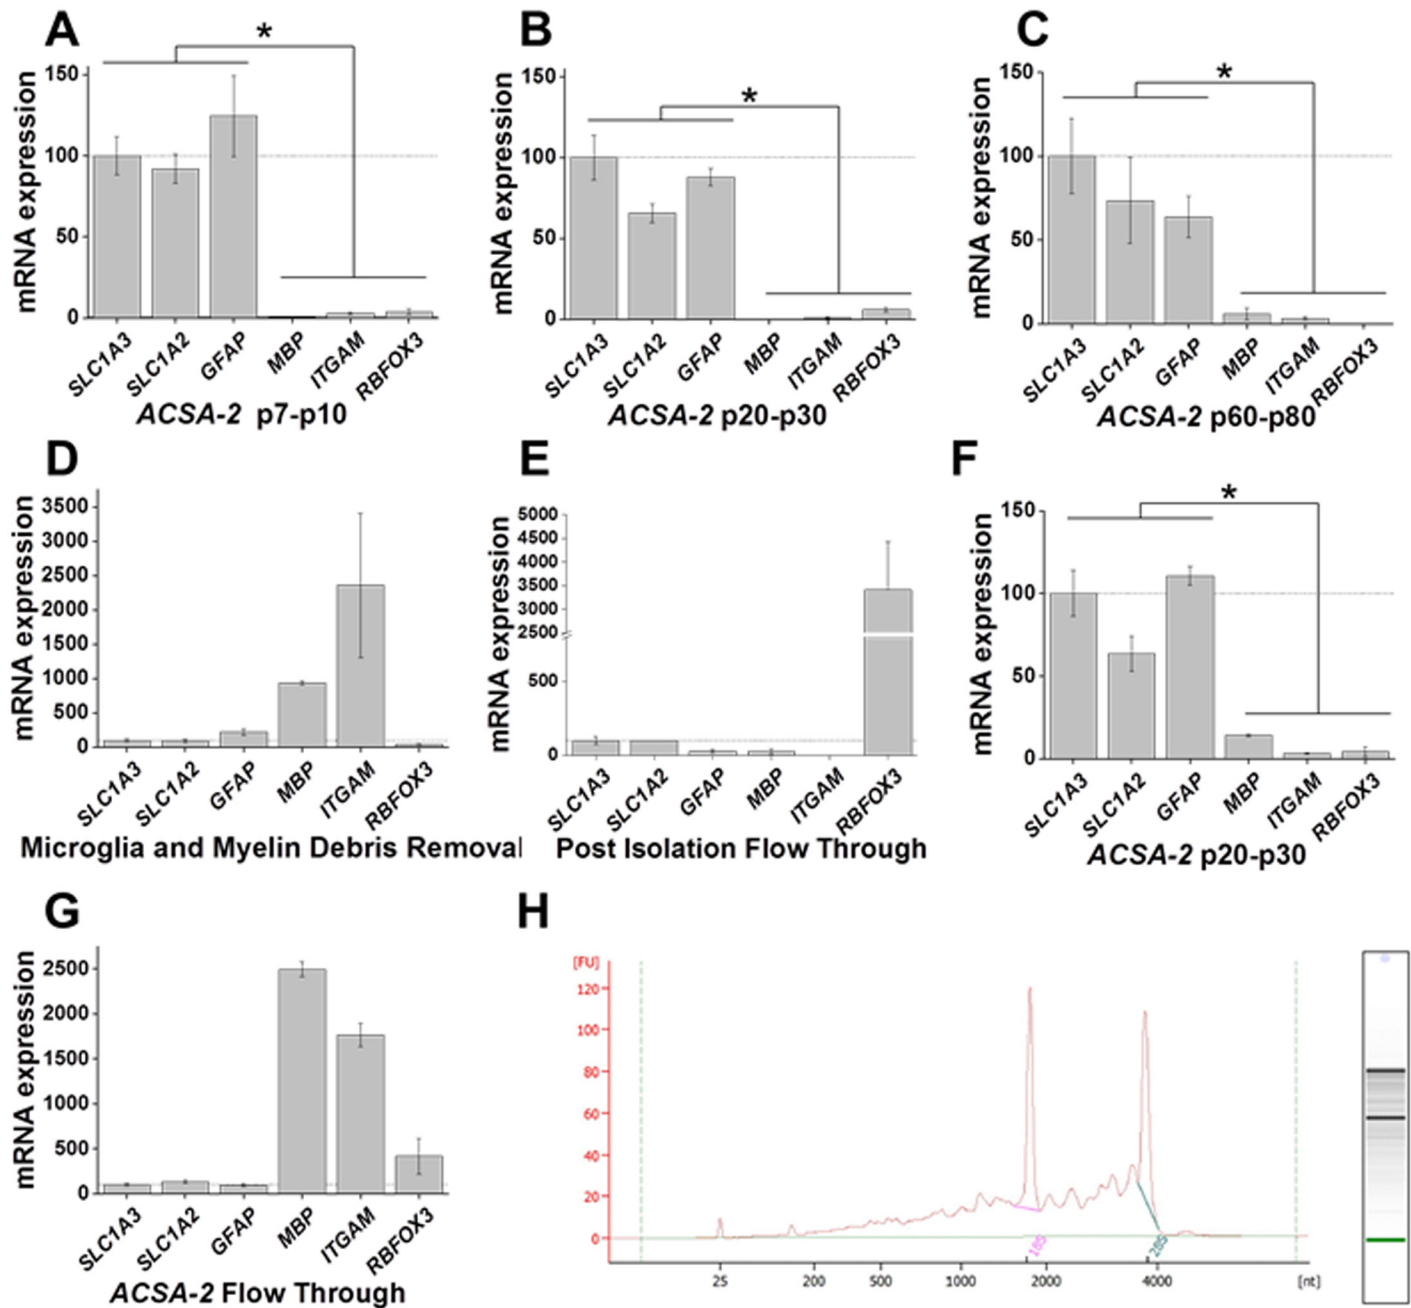 A
*
mRNA expression
150
100
50
0
SLC1A3
SLC1A2
GFAP
MBP
ITGAM
RBFOX3
ACSA-2 p7-p10
B
*
mRNA expression
150
100
50
0
SLC1A3
SLC1A2
GFAP
MBP
ITGAM
RBFOX3
ACSA-2 p20-p30
C
*
mRNA expression
150
100
50
0
SLC1A3
SLC1A2
GFAP
MBP
ITGAM
RBFOX3
ACSA-2 p60-p80
D
mRNA expression
3500
3000
2500
2000
1500
1000
500
0
SLC1A3
SLC1A2
GFAP
MBP
ITGAM
RBFOX3
Microglia and Myelin Debris Removal
E
mRNA expression
5000
4500
4000
3500
3000
2500
500
0
SLC1A3
SLC1A2
GFAP
MBP
ITGAM
RBFOX3
Post Isolation Flow Through
F
*
mRNA expression
150
100
50
0
SLC1A3
SLC1A2
GFAP
MBP
ITGAM
RBFOX3
ACSA-2 p20-p30
G
mRNA expression
2500
2000
1500
1000
500
0
SLC1A3
SLC1A2
GFAP
MBP
ITGAM
RBFOX3
ACSA-2 Flow Through
H
[FU]
120
100
80
60
40
20
0
18S
28S
25
200
500
1000
2000
4000
[nt]